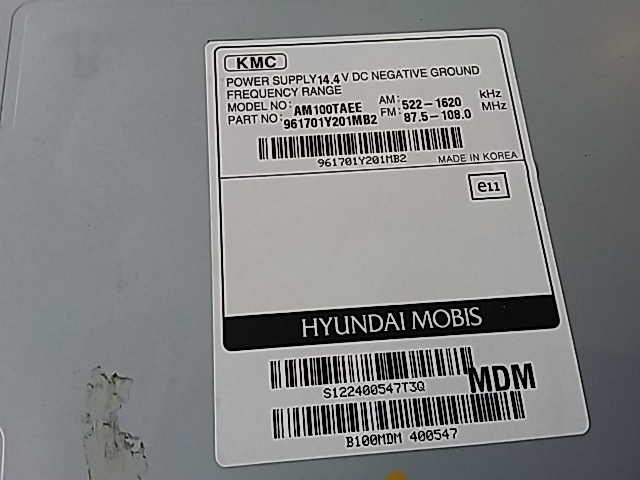 KMC
POWER SUPPLY 14.4 V DC NEGATIVE GROUND
FREQUENCY RANGE
MODEL NO: AM100TAEE AM: 522-1620 kHz
PART NO: 961701Y201MB2 FM: 87.5-108.0 MHz
961701Y201MB2 MADE IN KOREA
e11
HYUNDAI MOBIS
S122400547T3Q MDM
B100MDM 400547